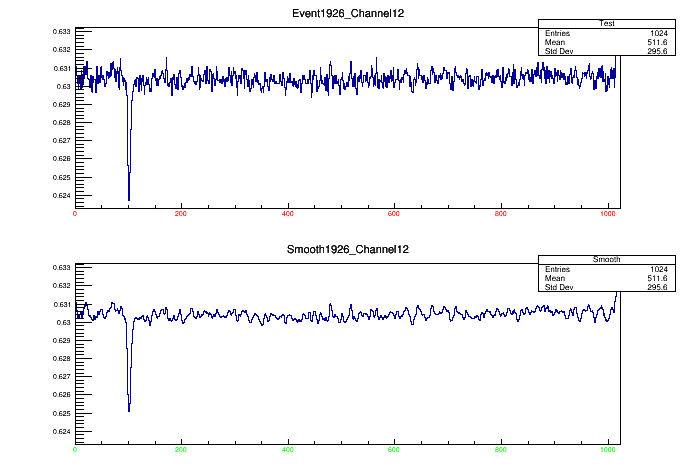 Event1926_Channel12
Test
Entries 1024
Mean 511.6
Std Dev 295.6
0.633
0.632
0.631
0.63
0.629
0.628
0.627
0.626
0.625
0.624
0 200 400 600 800 1000
Smooth1926_Channel12
Smooth
Entries 1024
Mean 511.6
Std Dev 295.6
0.633
0.632
0.631
0.63
0.629
0.628
0.627
0.626
0.625
0.624
0 200 400 600 800 1000